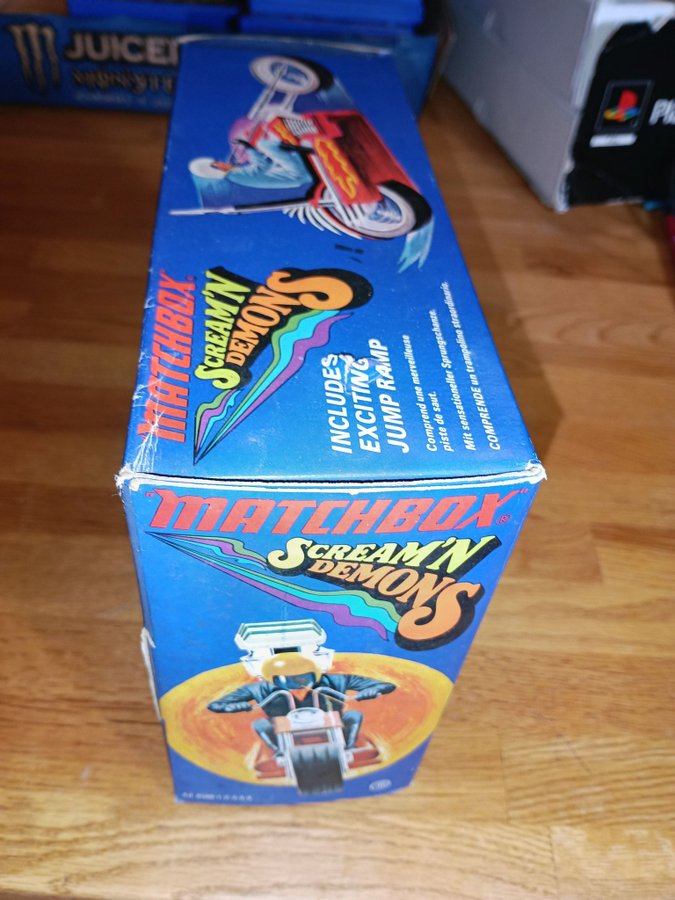 JUICED
MATCHBOX®
SCREAM'N
DEMONS
INCLUDES
EXCITING
JUMP RAMP
Comprend une merveilleuse
piste de saut.
Mit sensationeller Sprungschanze.
COMPRENDE un trampolino straordinario.
"MATCHBOX"®
SCREAM'N
DEMONS